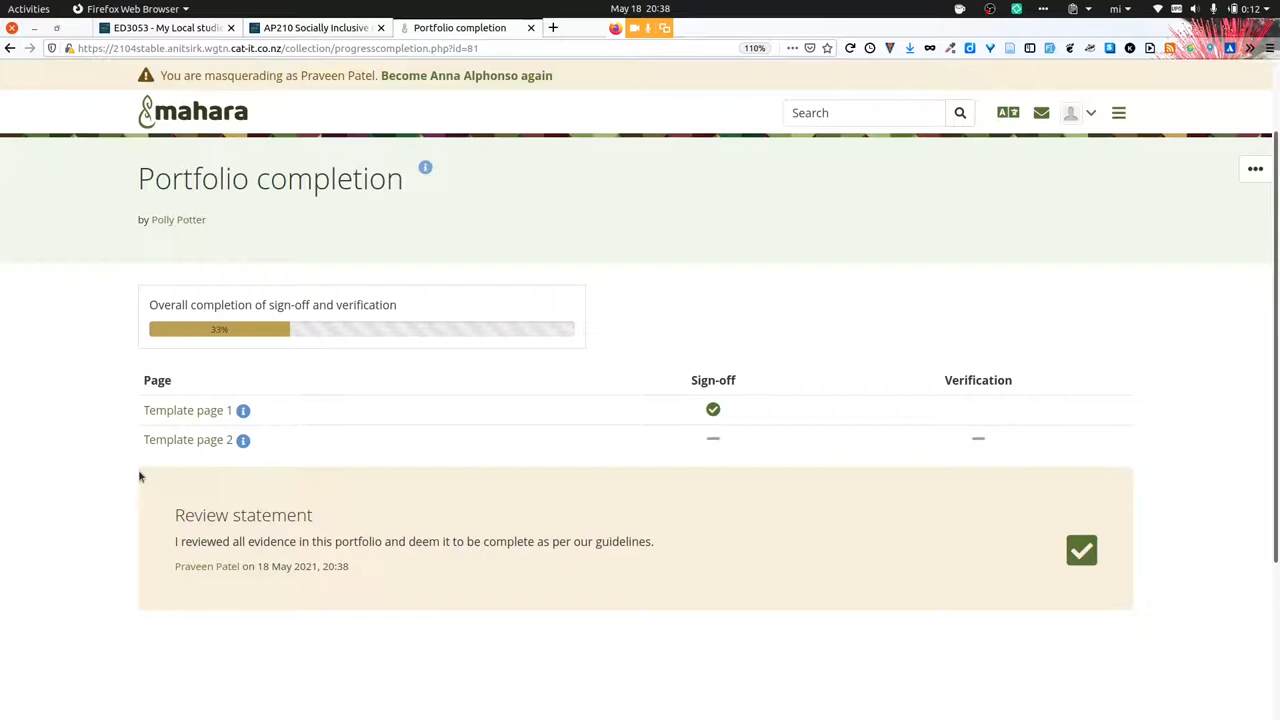 Activities
Firefox Web Browser
May 18 20:38
mi
0:12
ED3053 - My Local studie
AP210 Socially Inclusive
Portfolio completion
https://2104stable.anitsirk.wgtn.cat-it.co.nz/collection/progresscompletion.php?id=81
110%
You are masquerading as Praveen Patel. Become Anna Alphonso again
mahara
Search
Portfolio completion
by Polly Potter
Overall completion of sign-off and verification
33%
Page Sign-off Verification
Template page 1
Template page 2
Review statement
I reviewed all evidence in this portfolio and deem it to be complete as per our guidelines.
Praveen Patel on 18 May 2021, 20:38